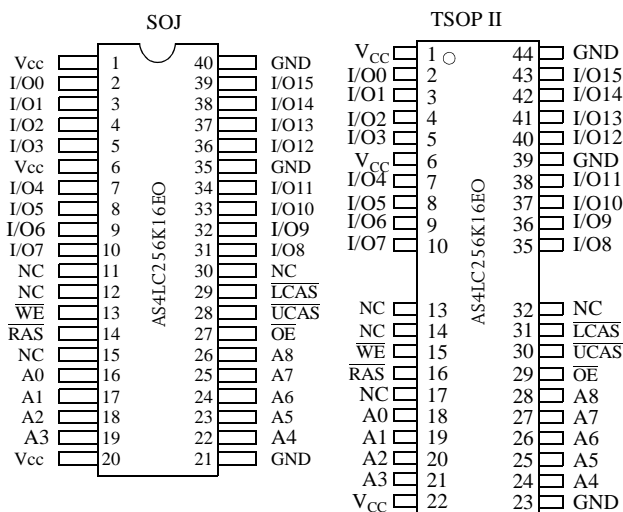 SOJ
Vcc 1 40 GND
I/O0 2 39 I/O15
I/O1 3 38 I/O14
I/O2 4 37 I/O13
I/O3 5 36 I/O12
Vcc 6 35 GND
I/O4 7 34 I/O11
I/O5 8 33 I/O10
I/O6 9 32 I/O9
I/O7 10 31 I/O8
NC 11 30 NC
NC 12 29 LCAS
WE 13 28 UCAS
RAS 14 27 OE
NC 15 26 A8
A0 16 25 A7
A1 17 24 A6
A2 18 23 A5
A3 19 22 A4
Vcc 20 21 GND
AS4LC256K16EO
TSOP II
VCC 1 44 GND
I/O0 2 43 I/O15
I/O1 3 42 I/O14
I/O2 4 41 I/O13
I/O3 5 40 I/O12
VCC 6 39 GND
I/O4 7 38 I/O11
I/O5 8 37 I/O10
I/O6 9 36 I/O9
I/O7 10 35 I/O8
NC 13 32 NC
NC 14 31 LCAS
WE 15 30 UCAS
RAS 16 29 OE
NC 17 28 A8
A0 18 27 A7
A1 19 26 A6
A2 20 25 A5
A3 21 24 A4
VCC 22 23 GND
AS4LC256K16EO